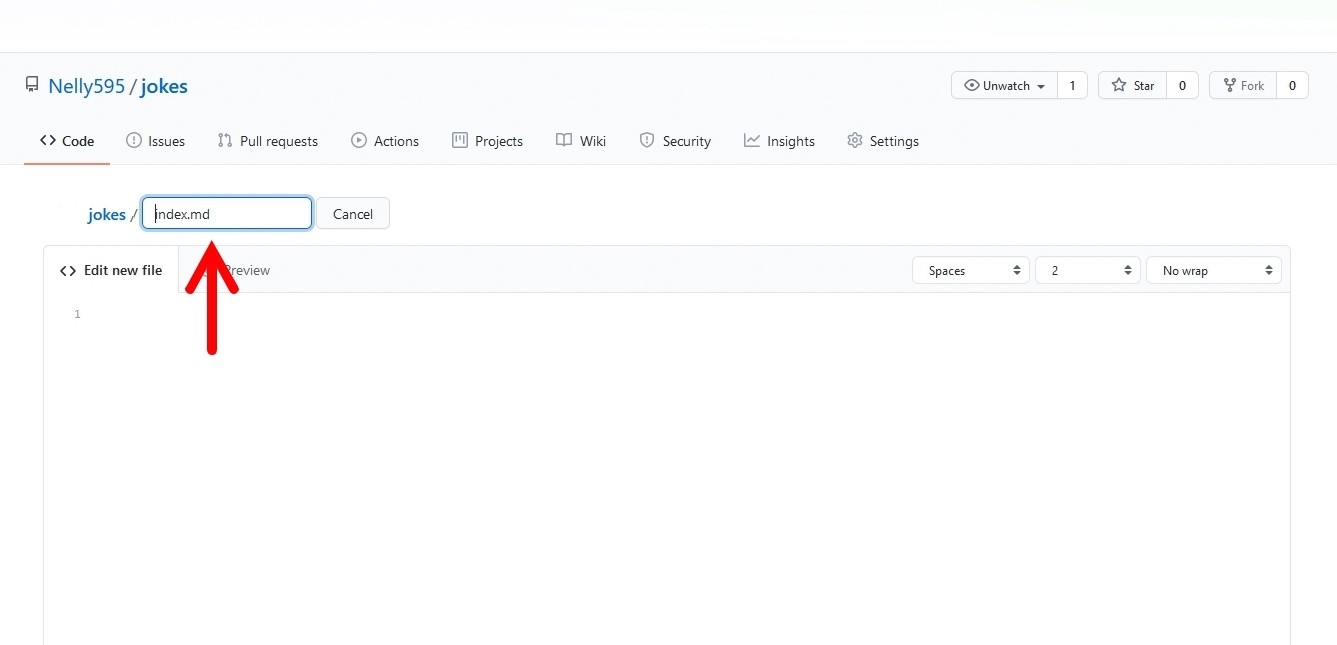 Nelly595 / jokes
Unwatch 1 Star 0 Fork 0
Code Issues Pull requests Actions Projects Wiki Security Insights Settings
jokes / index.md Cancel
<> Edit new file Preview Spaces 2 No wrap
1